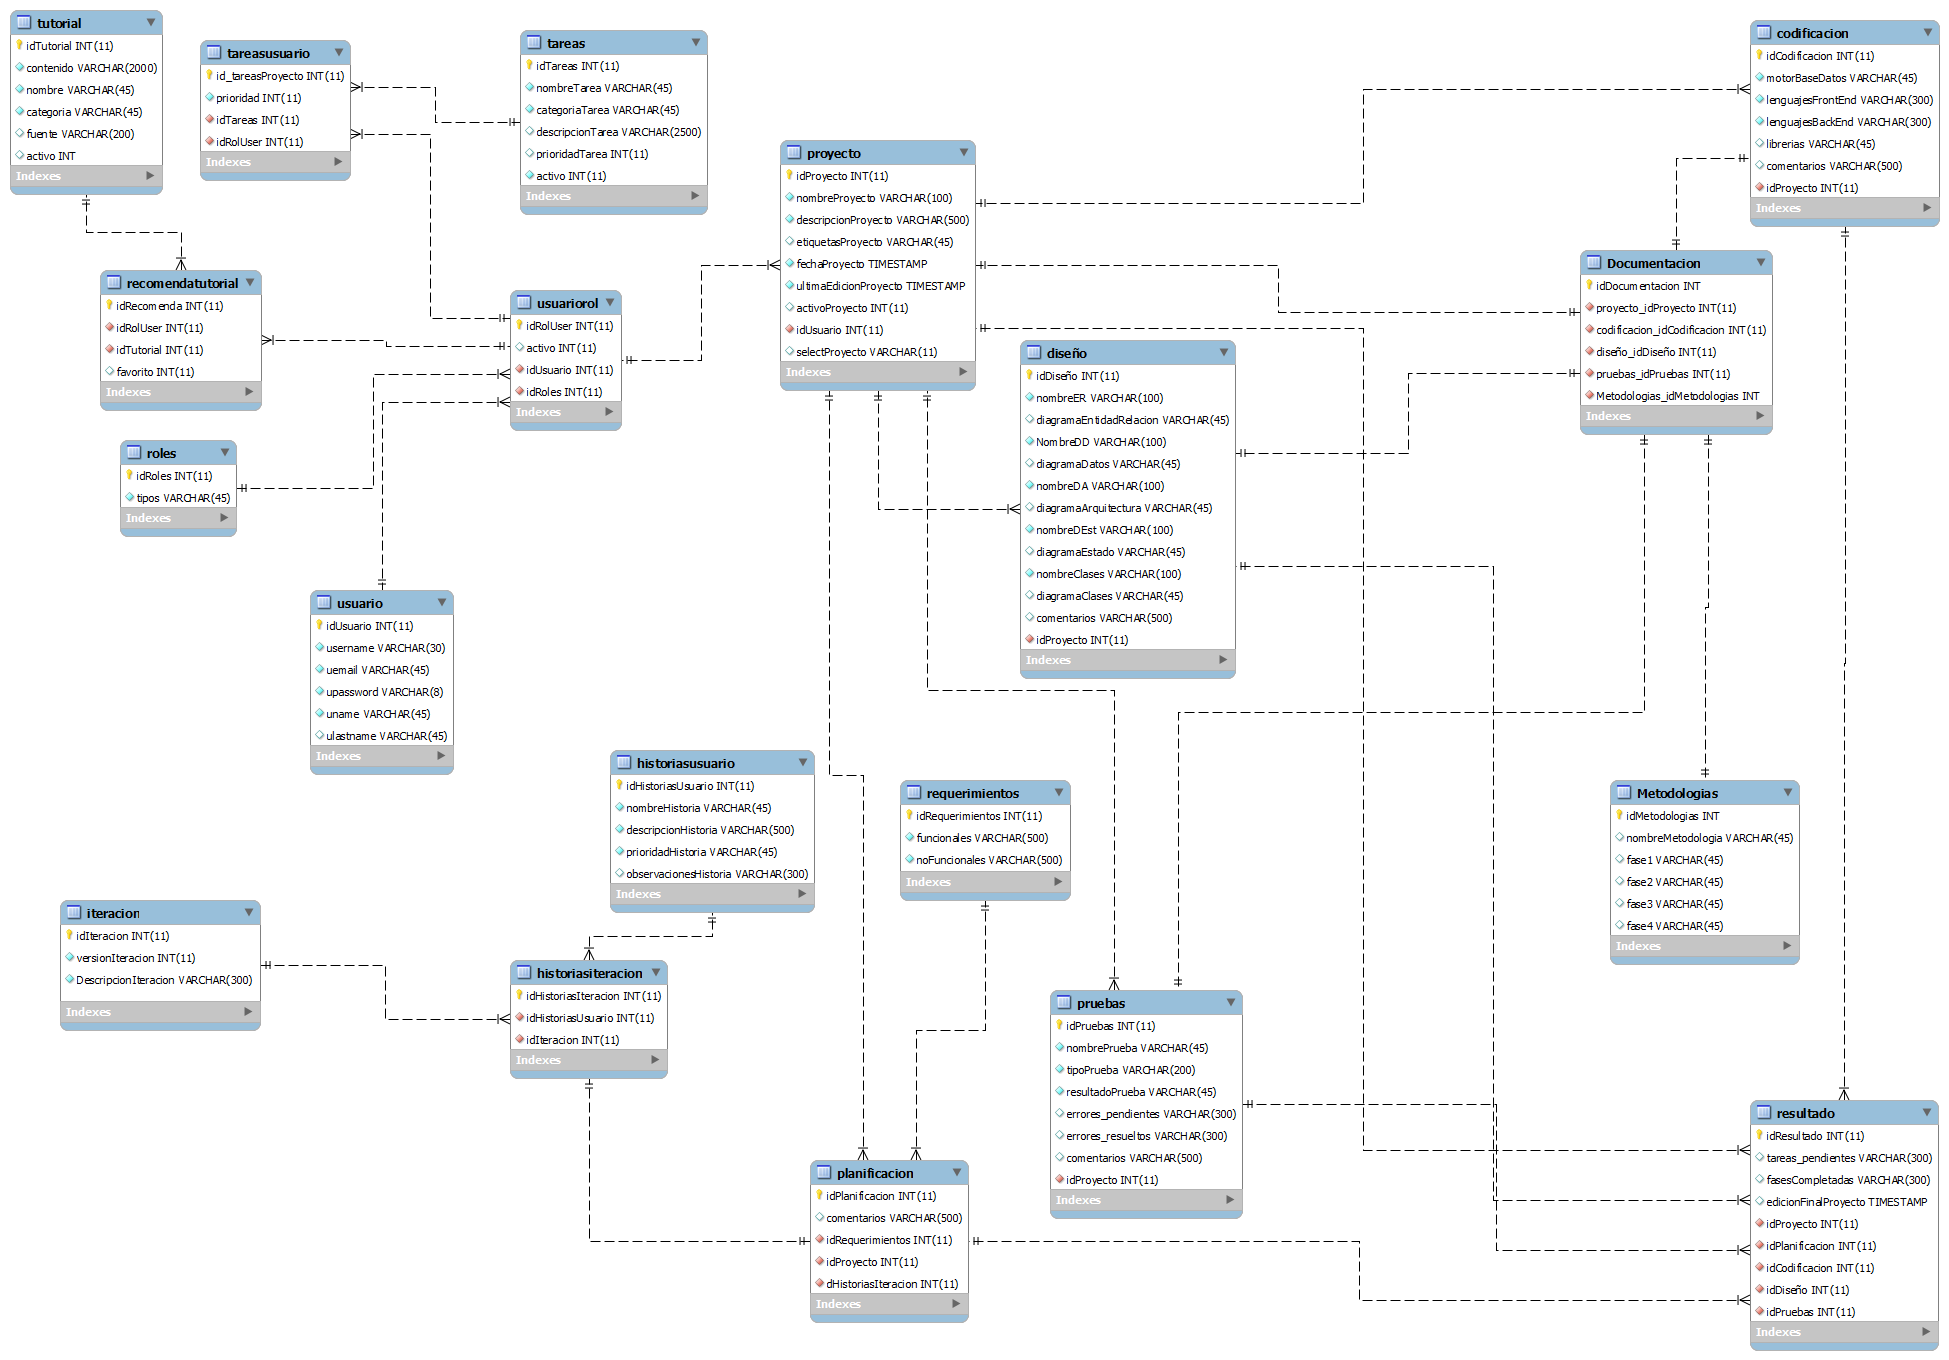 tutorial
idTutorial INT(11)
contenido VARCHAR(2000)
nombre VARCHAR(45)
categoria VARCHAR(45)
fuente VARCHAR(200)
activo INT
Indexes
tareasusuario
id_tareasProyecto INT(11)
prioridad INT(11)
idTareas INT(11)
idRolUser INT(11)
Indexes
tareas
idTareas INT(11)
nombreTarea VARCHAR(45)
categoriaTarea VARCHAR(45)
descripcionTarea VARCHAR(2500)
prioridadTarea INT(11)
activo INT(11)
Indexes
proyecto
idProyecto INT(11)
nombreProyecto VARCHAR(100)
descripcionProyecto VARCHAR(500)
etiquetasProyecto VARCHAR(45)
fechaProyecto TIMESTAMP
ultimaEdicionProyecto TIMESTAMP
activoProyecto INT(11)
idUsuario INT(11)
selectProyecto VARCHAR(11)
Indexes
codificacion
idCodificacion INT(11)
motorBaseDatos VARCHAR(45)
lenguajesFrontEnd VARCHAR(300)
lenguajesBackEnd VARCHAR(300)
librerias VARCHAR(45)
comentarios VARCHAR(500)
idProyecto INT(11)
Indexes
recomendatutorial
idRecomenda INT(11)
idRolUser INT(11)
idTutorial INT(11)
favorito INT(11)
Indexes
usuariorol
idRolUser INT(11)
activo INT(11)
idUsuario INT(11)
idRoles INT(11)
Indexes
Documentacion
idDocumentacion INT
proyecto_idProyecto INT(11)
codificacion_idCodificacion INT(11)
diseño_idDiseño INT(11)
pruebas_idPruebas INT(11)
Metodologias_idMetodologias INT
Indexes
diseño
idDiseño INT(11)
nombreER VARCHAR(100)
diagramaEntidadRelacion VARCHAR(45)
NombreDD VARCHAR(100)
diagramaDatos VARCHAR(45)
nombreDA VARCHAR(100)
diagramaArquitectura VARCHAR(45)
nombreDEst VARCHAR(100)
diagramaEstado VARCHAR(45)
nombreClases VARCHAR(100)
diagramaClases VARCHAR(45)
comentarios VARCHAR(500)
idProyecto INT(11)
Indexes
roles
idRoles INT(11)
tipos VARCHAR(45)
Indexes
usuario
idUsuario INT(11)
username VARCHAR(30)
uemail VARCHAR(45)
upassword VARCHAR(8)
uname VARCHAR(45)
ulastname VARCHAR(45)
Indexes
historiasusuario
idHistoriasUsuario INT(11)
nombreHistoria VARCHAR(45)
descripcionHistoria VARCHAR(500)
prioridadHistoria VARCHAR(45)
observacionesHistoria VARCHAR(300)
Indexes
requerimientos
idRequerimientos INT(11)
funcionales VARCHAR(500)
noFuncionales VARCHAR(500)
Indexes
Metodologias
idMetodologias INT
nombreMetodologia VARCHAR(45)
fase1 VARCHAR(45)
fase2 VARCHAR(45)
fase3 VARCHAR(45)
fase4 VARCHAR(45)
Indexes
iteracion
idIteracion INT(11)
versionIteracion INT(11)
DescripcionIteracion VARCHAR(300)
Indexes
historiasiteracion
idHistoriasIteracion INT(11)
idHistoriasUsuario INT(11)
idIteracion INT(11)
Indexes
pruebas
idPruebas INT(11)
nombrePrueba VARCHAR(45)
tipoPrueba VARCHAR(200)
resultadoPrueba VARCHAR(45)
errores_pendientes VARCHAR(300)
errores_resueltos VARCHAR(300)
comentarios VARCHAR(500)
idProyecto INT(11)
Indexes
planificacion
idPlanificacion INT(11)
comentarios VARCHAR(500)
idRequerimientos INT(11)
idProyecto INT(11)
dHistoriasIteracion INT(11)
Indexes
resultado
idResultado INT(11)
tareas_pendientes VARCHAR(300)
fasesCompletadas VARCHAR(300)
edicionFinalProyecto TIMESTAMP
idProyecto INT(11)
idPlanificacion INT(11)
idCodificacion INT(11)
idDiseño INT(11)
idPruebas INT(11)
Indexes